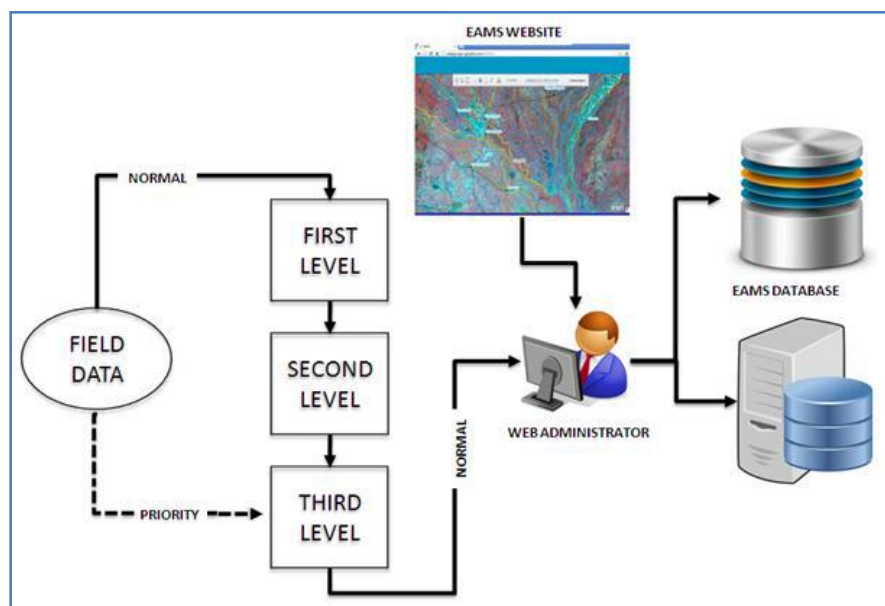 EAMS WEBSITE
NORMAL
FIRST
LEVEL
FIELD
DATA
SECOND
LEVEL
PRIORITY
THIRD
LEVEL
NORMAL
WEB ADMINISTRATOR
EAMS DATABASE